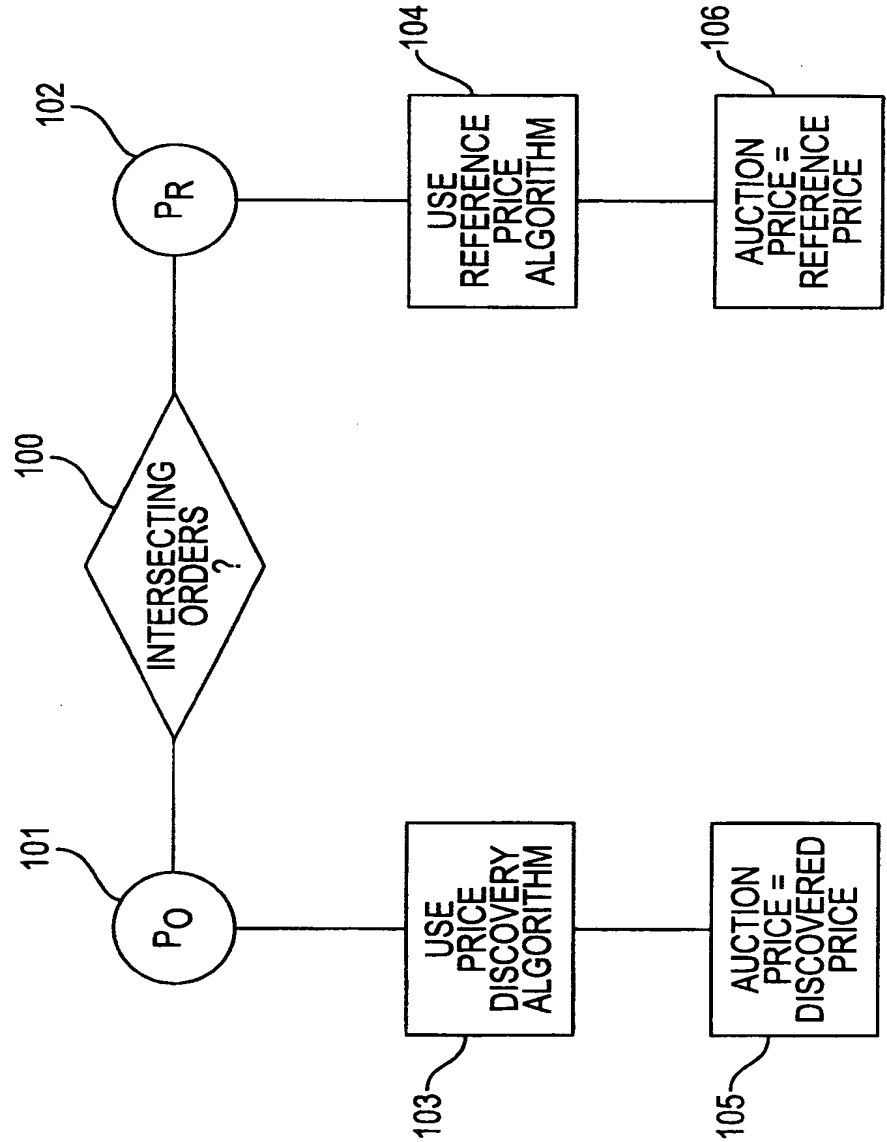 100
INTERSECTING
ORDERS
?
101
PO
102
PR
103
USE
PRICE
DISCOVERY
ALGORITHM
104
USE
REFERENCE
PRICE
ALGORITHM
105
AUCTION
PRICE =
DISCOVERED
PRICE
106
AUCTION
PRICE =
REFERENCE
PRICE